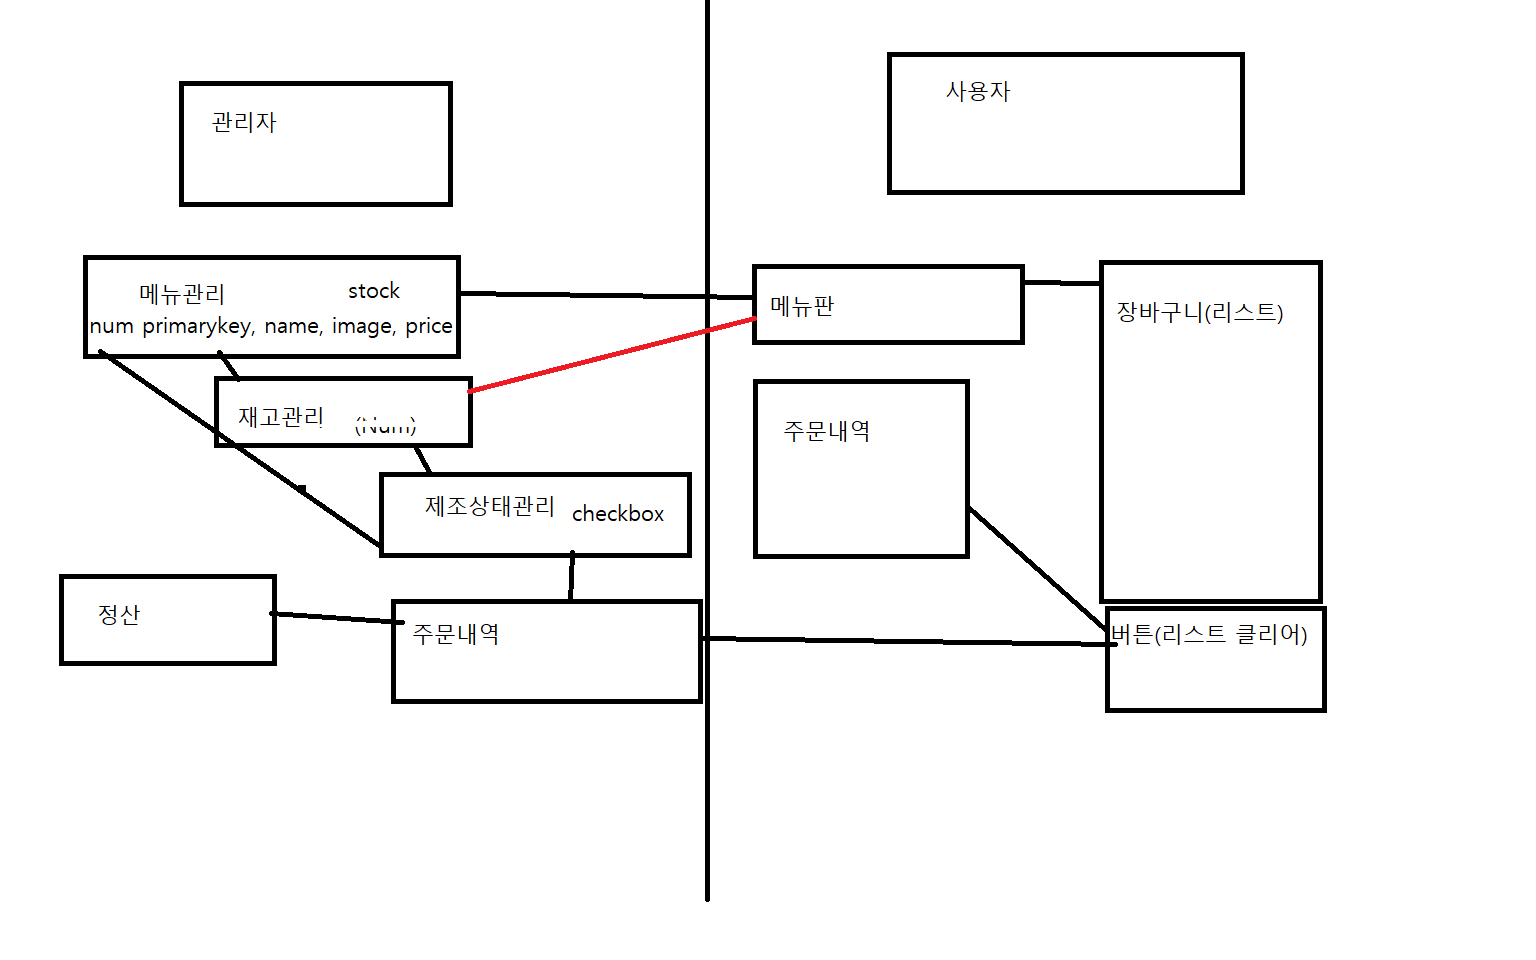 관리자
사용자
메뉴관리 stock
num primarykey, name, image, price
메뉴판
장바구니(리스트)
재고관리 (Num)
주문내역
제조상태관리 checkbox
정산
주문내역
버튼(리스트 클리어)